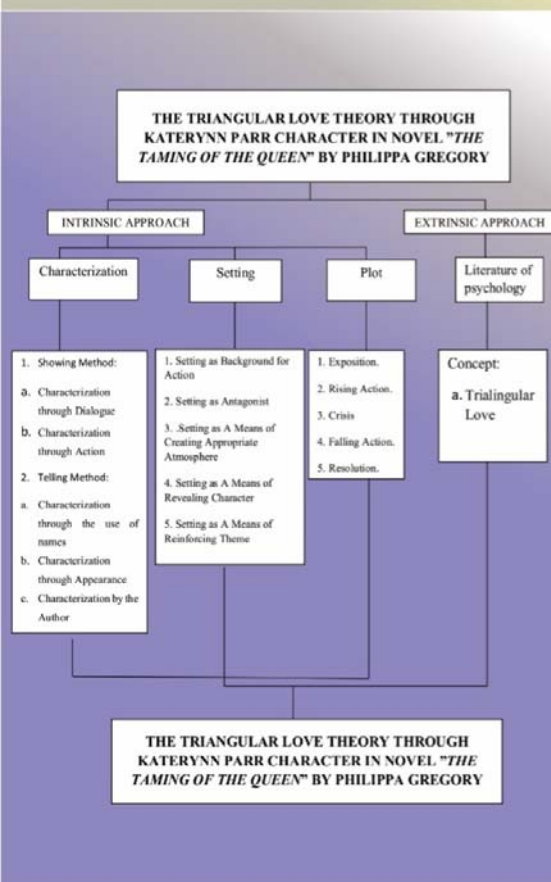 THE TRIANGULAR LOVE THEORY THROUGH
KATERYNN PARR CHARACTER IN NOVEL ”THE
TAMING OF THE QUEEN” BY PHILIPPA GREGORY
INTRINSIC APPROACH
EXTRINSIC APPROACH
Characterization
Setting
Plot
Literature of
psychology
1. Showing Method:
a. Characterization
through Dialogue
b. Characterization
through Action
2. Telling Method:
a. Characterization
through the use of
names
b. Characterization
through Appearance
c. Characterization by the
Author
1. Setting as Background for
Action
2. Setting as Antagonist
3. .Setting as A Means of
Creating Appropriate
Atmosphere
4. Setting as A Means of
Revealing Character
5. Setting as A Means of
Reinforcing Theme
1. Exposition.
2. Rising Action.
3. Crisis
4. Falling Action.
5. Resolution.
Concept:
a. Trialingular
Love
THE TRIANGULAR LOVE THEORY THROUGH
KATERYNN PARR CHARACTER IN NOVEL ”THE
TAMING OF THE QUEEN” BY PHILIPPA GREGORY